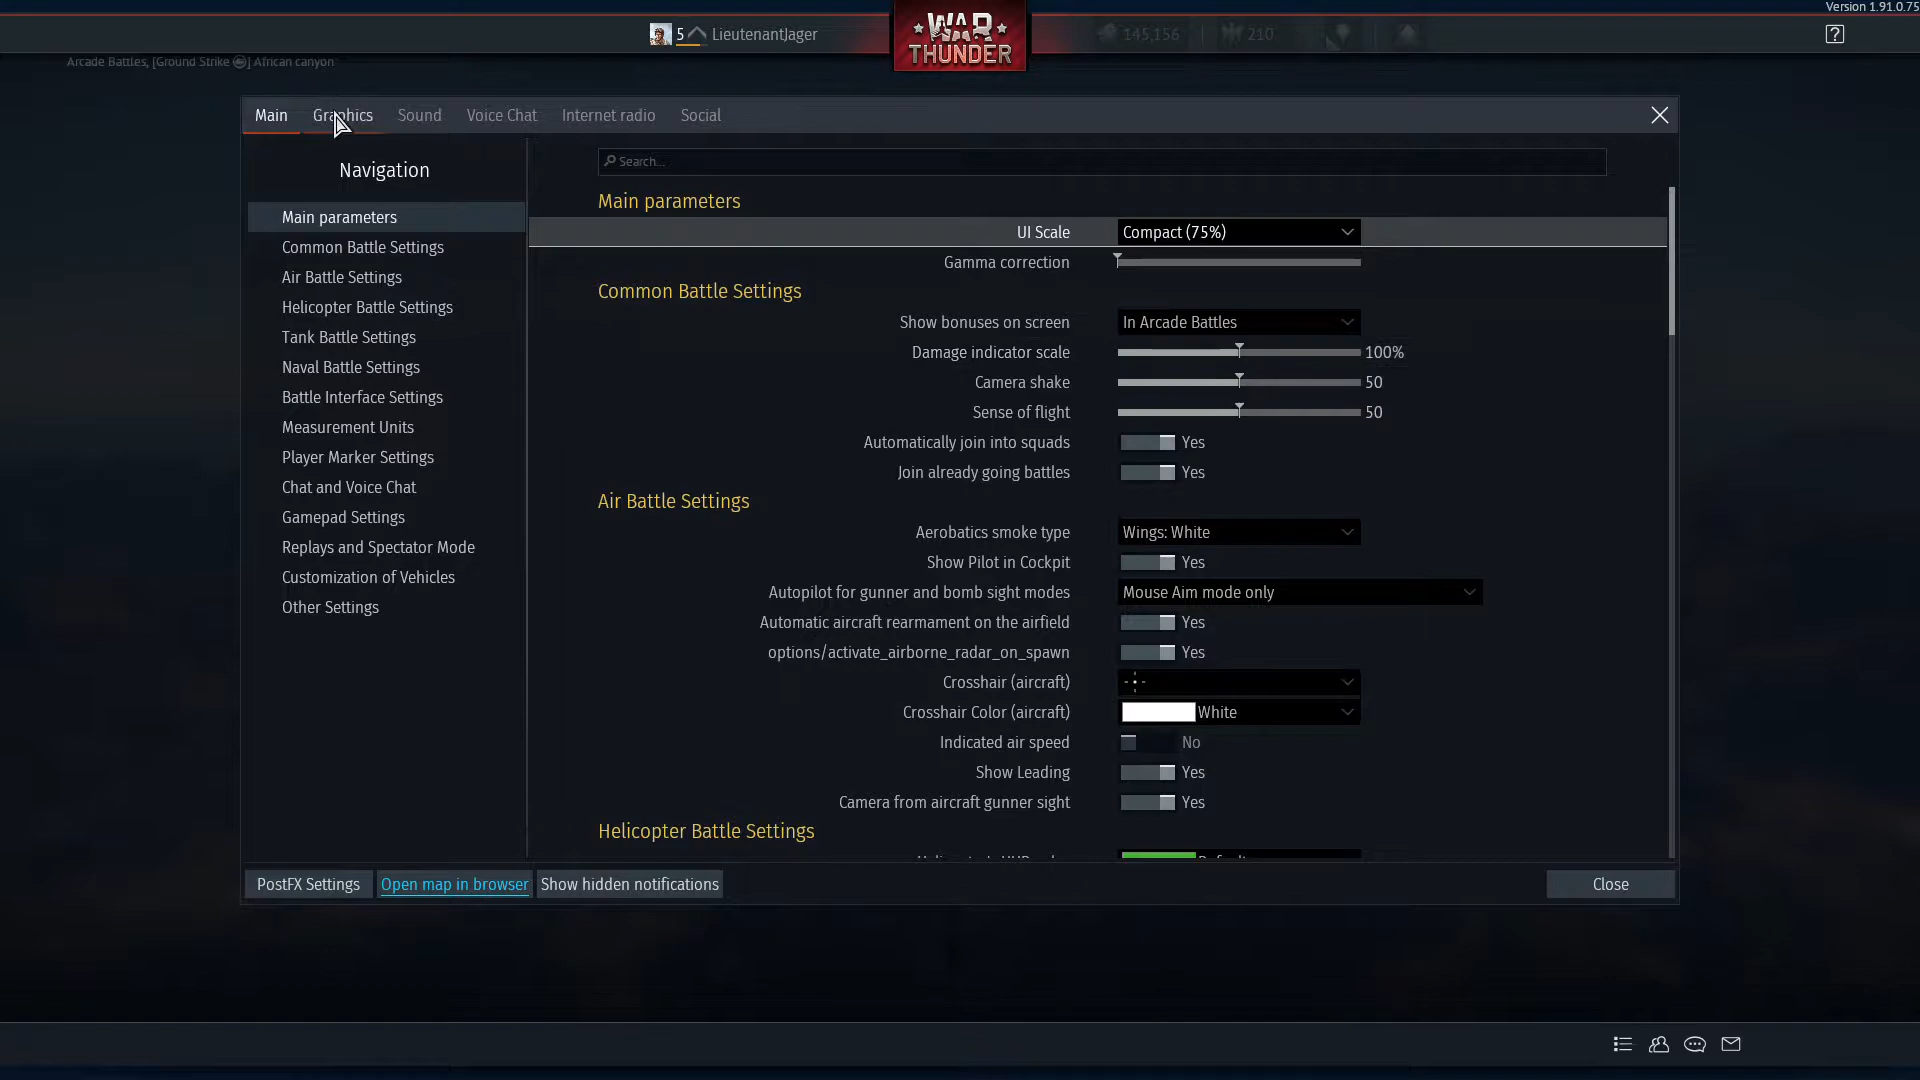 Version 1.91.0.75
5 LieutenantJager
WAR THUNDER
145,156 210
Arcade Battles, [Ground Strike] African canyon
Main Graphics Sound Voice Chat Internet radio Social
Navigation
Main parameters
Common Battle Settings
Air Battle Settings
Helicopter Battle Settings
Tank Battle Settings
Naval Battle Settings
Battle Interface Settings
Measurement Units
Player Marker Settings
Chat and Voice Chat
Gamepad Settings
Replays and Spectator Mode
Customization of Vehicles
Other Settings
Search...
Main parameters
UI Scale Compact (75%)
Gamma correction
Common Battle Settings
Show bonuses on screen In Arcade Battles
Damage indicator scale 100%
Camera shake 50
Sense of flight 50
Automatically join into squads Yes
Join already going battles Yes
Air Battle Settings
Aerobatics smoke type Wings: White
Show Pilot in Cockpit Yes
Autopilot for gunner and bomb sight modes Mouse Aim mode only
Automatic aircraft rearmament on the airfield Yes
options/activate_airborne_radar_on_spawn Yes
Crosshair (aircraft)
Crosshair Color (aircraft) White
Indicated air speed No
Show Leading Yes
Camera from aircraft gunner sight Yes
Helicopter Battle Settings
PostFX Settings Open map in browser Show hidden notifications Close